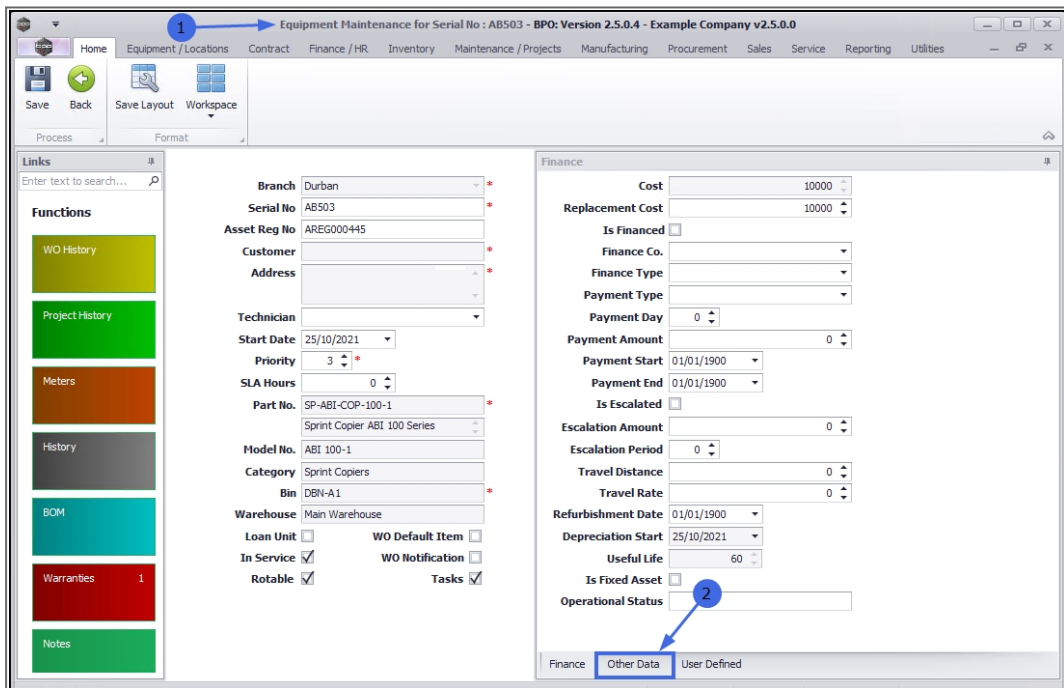 Equipment Maintenance for Serial No : AB503 - BPO: Version 2.5.0.4 - Example Company v2.5.0.0
1
Home Equipment / Locations Contract Finance / HR Inventory Maintenance / Projects Manufacturing Procurement Sales Service Reporting Utilities
Save Back Save Layout Workspace
Process Format
Links
Enter text to search...
Functions
WO History
Project History
Meters
History
BOM
Warranties 1
Notes
Branch Durban *
Serial No AB503 *
Asset Reg No AREG000445
Customer *
Address *
Technician
Start Date 25/10/2021
Priority 3 *
SLA Hours 0
Part No. SP-ABI-COP-100-1 *
Sprint Copier ABI 100 Series
Model No. ABI 100-1
Category Sprint Copiers
Bin DBN-A1 *
Warehouse Main Warehouse
Loan Unit WO Default Item
In Service WO Notification
Rotable Tasks
Finance
Cost 10000
Replacement Cost 10000
Is Financed
Finance Co.
Finance Type
Payment Type
Payment Day 0
Payment Amount 0
Payment Start 01/01/1900
Payment End 01/01/1900
Is Escalated
Escalation Amount 0
Escalation Period 0
Travel Distance 0
Travel Rate 0
Refurbishment Date 01/01/1900
Depreciation Start 25/10/2021
Useful Life 60
Is Fixed Asset
Operational Status
2
Finance Other Data User Defined